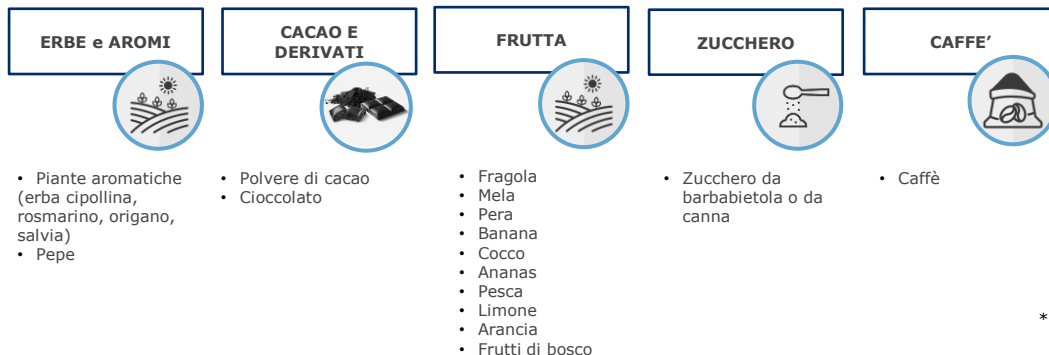 ERBE e AROMI
CACAO E
DERIVATI
FRUTTA
ZUCCHERO
CAFFE’
• Piante aromatiche
(erba cipollina,
rosmarino, origano,
salvia)
• Pepe
• Polvere di cacao
• Cioccolato
• Fragola
• Mela
• Pera
• Banana
• Cocco
• Ananas
• Pesca
• Limone
• Arancia
• Frutti di bosco
• Zucchero da
barbabietola o da
canna
• Caffè
*